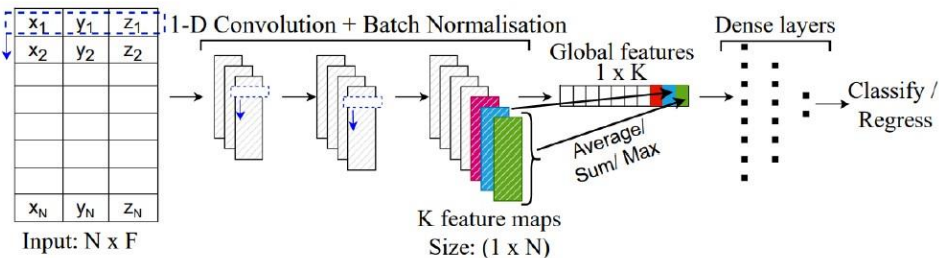 x1 y1 z1
x2 y2 z2
xN yN zN
Input: N x F
1-D Convolution + Batch Normalisation
K feature maps
Size: (1 x N)
Global features
1 x K
Average/
Sum/ Max
Dense layers
Classify /
Regress